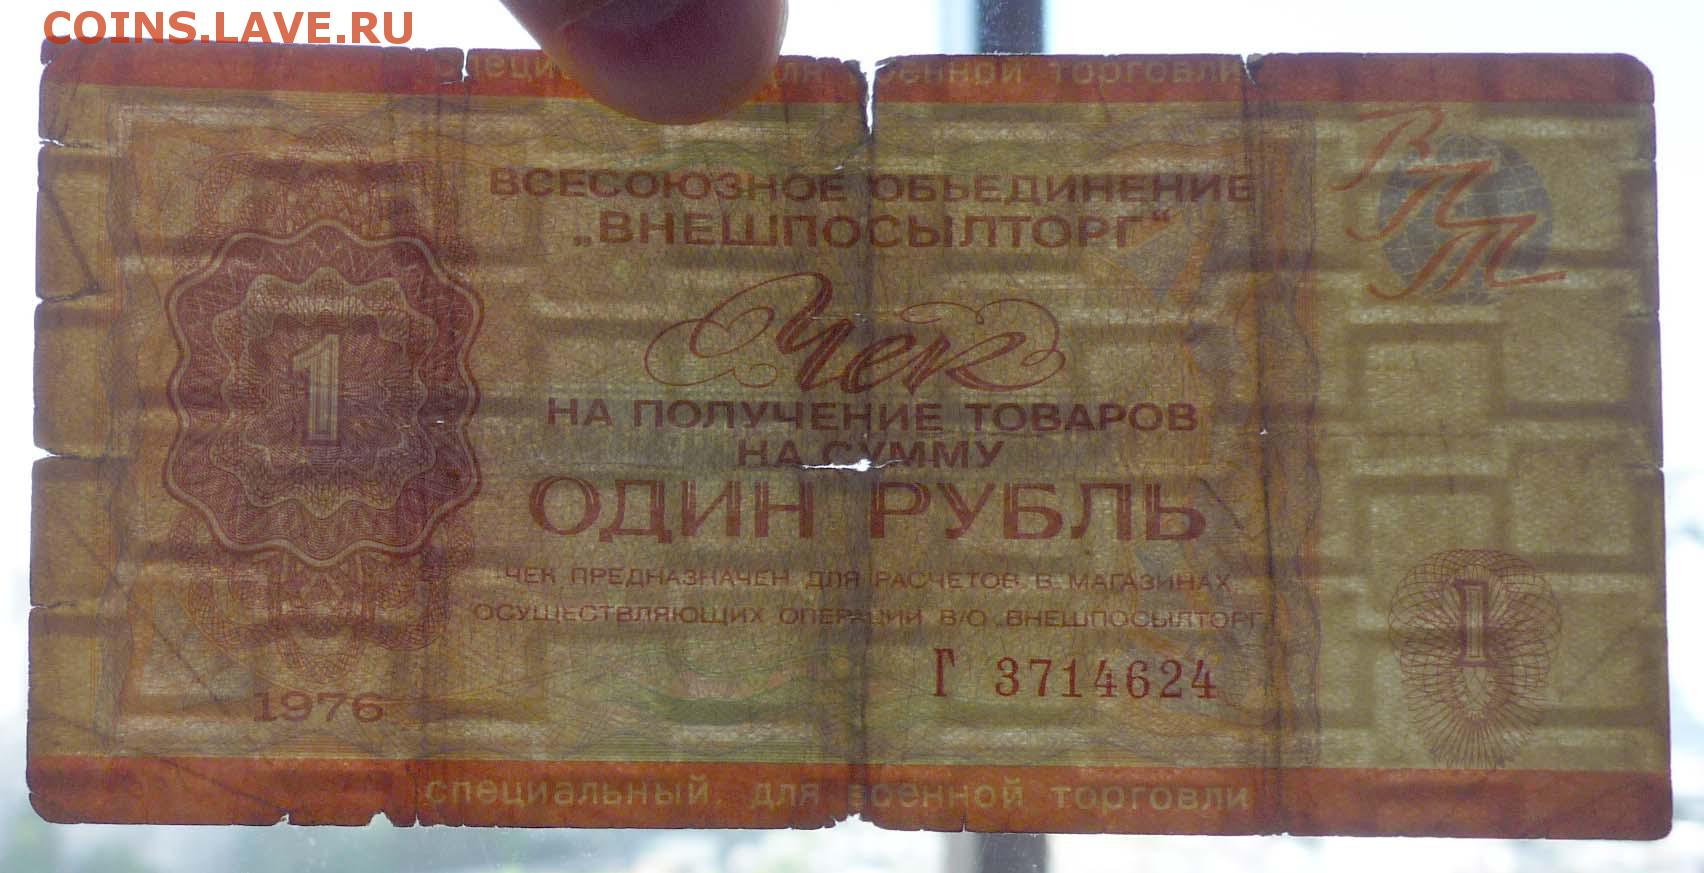 COINS.LAVE.RU
для военной торговли
ВПТ
ВСЕСОЮЗНОЕ ОБЪЕДИНЕНИЕ
„ВНЕШПОСЫЛТОРГ“
Чек
НА ПОЛУЧЕНИЕ ТОВАРОВ
НА СУММУ
1
ОДИН РУБЛЬ
ЧЕК ПРЕДНАЗНАЧЕН ДЛЯ РАСЧЕТОВ В МАГАЗИНАХ,
ОСУЩЕСТВЛЯЮЩИХ ОПЕРАЦИИ В/О „ВНЕШПОСЫЛТОРГ“
1
Г 3714624
1976
специальный, для военной торговли